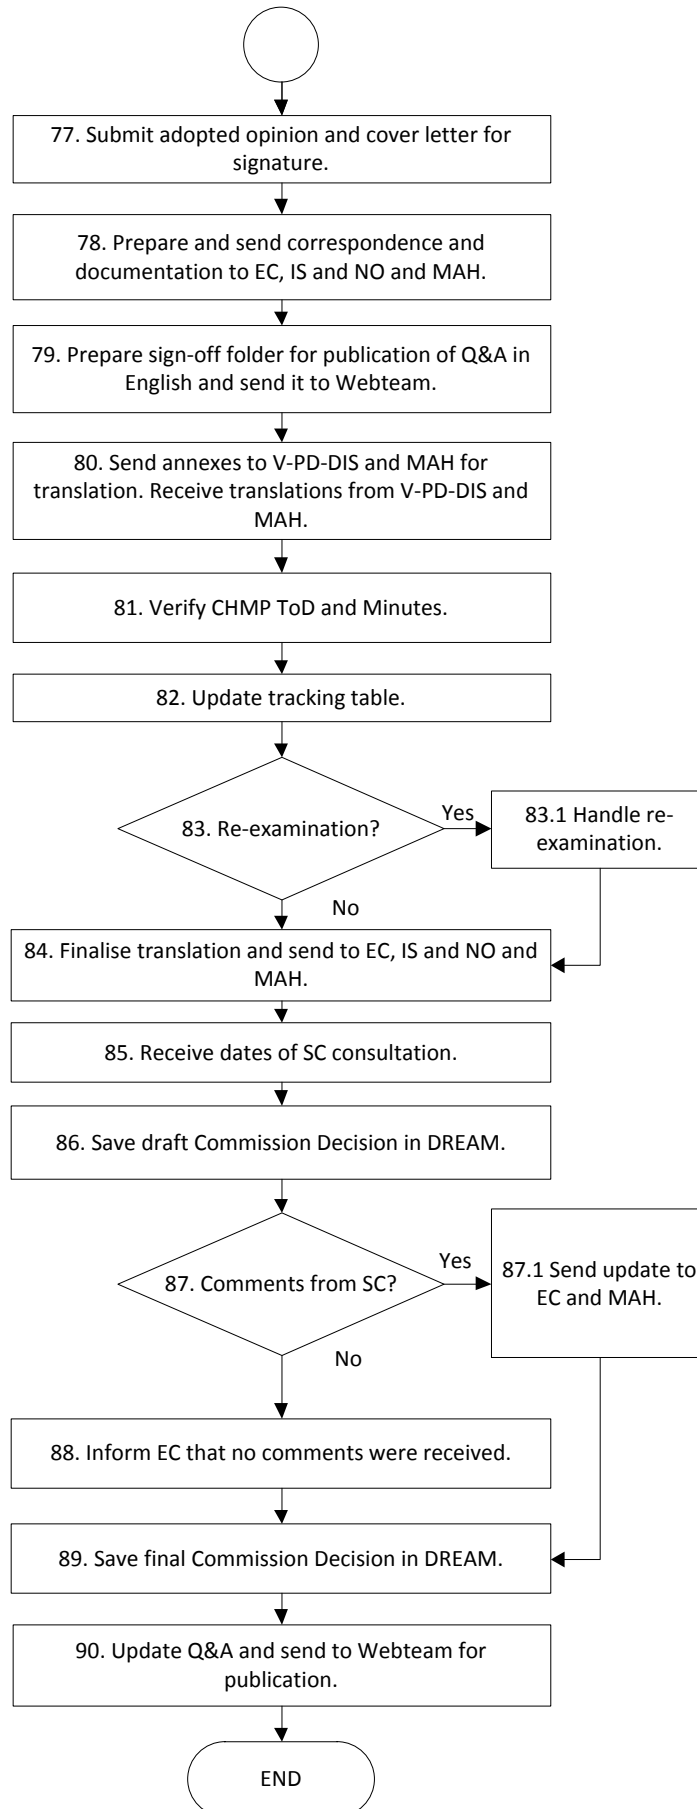 77. Submit adopted opinion and cover letter for
signature.
78. Prepare and send correspondence and
documentation to EC, IS and NO and MAH.
79. Prepare sign-off folder for publication of Q&A in
English and send it to Webteam.
80. Send annexes to V-PD-DIS and MAH for
translation. Receive translations from V-PD-DIS and
MAH.
81. Verify CHMP ToD and Minutes.
82. Update tracking table.
83. Re-examination?
Yes
83.1 Handle re-
examination.
No
84. Finalise translation and send to EC, IS and NO and
MAH.
85. Receive dates of SC consultation.
86. Save draft Commission Decision in DREAM.
87. Comments from SC?
Yes
87.1 Send update to
EC and MAH.
No
88. Inform EC that no comments were received.
89. Save final Commission Decision in DREAM.
90. Update Q&A and send to Webteam for
publication.
END